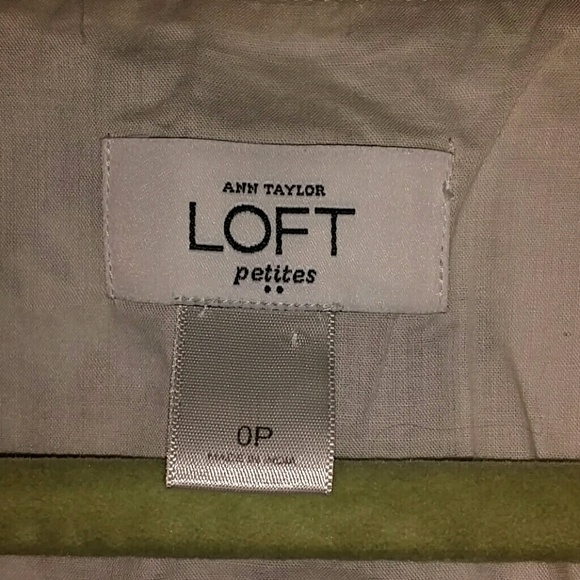 ANN TAYLOR
LOFT
petites
0P
MADE IN INDIA